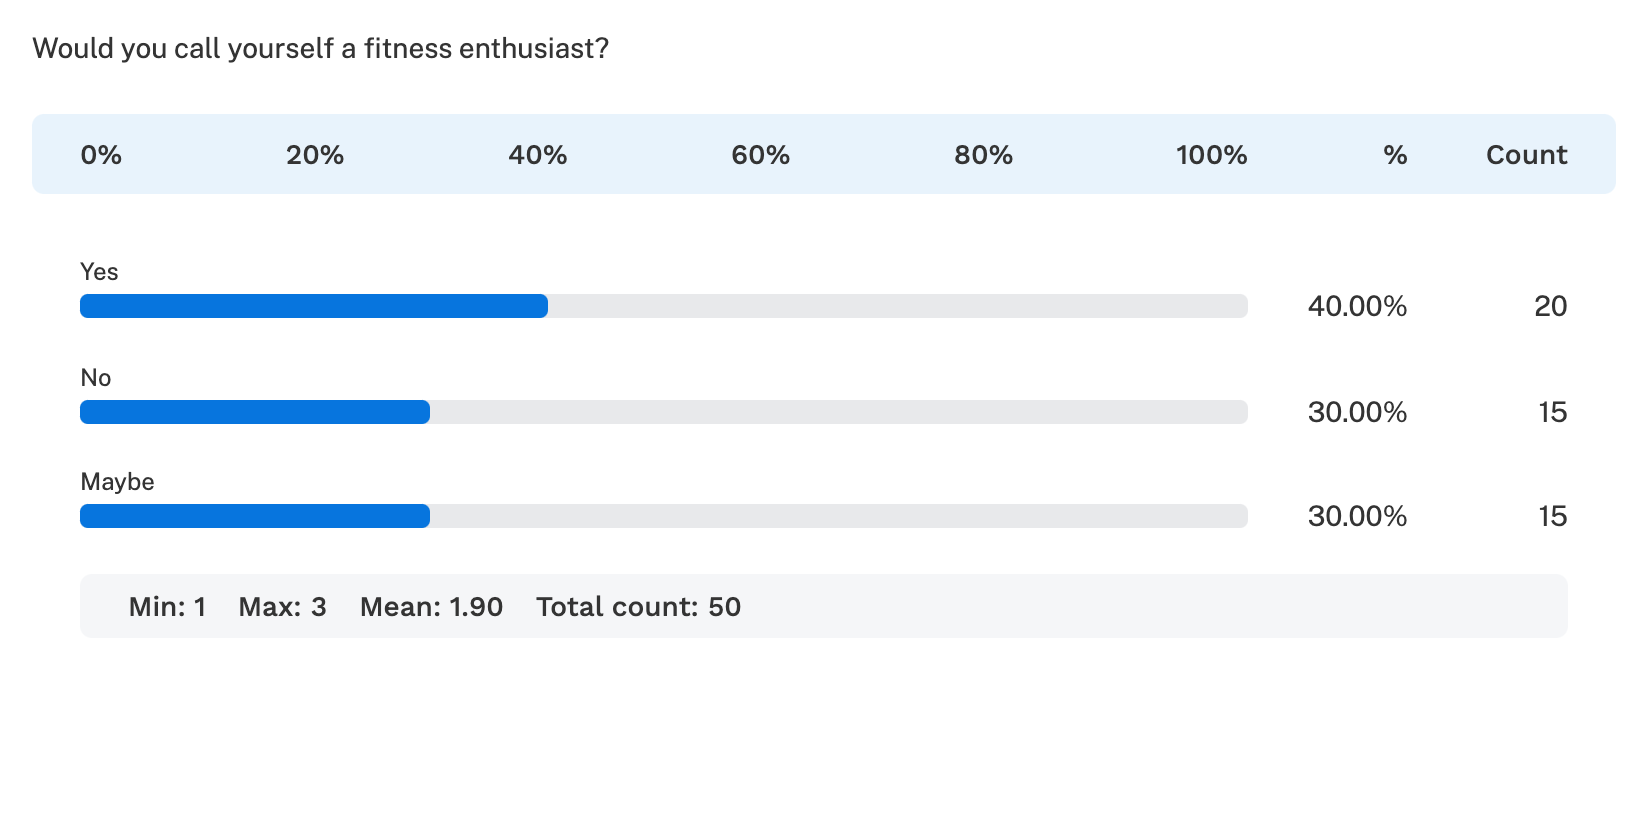 Would you call yourself a fitness enthusiast?
0% 20% 40% 60% 80% 100% % Count
Yes
40.00% 20
No
30.00% 15
Maybe
30.00% 15
Min: 1 Max: 3 Mean: 1.90 Total count: 50